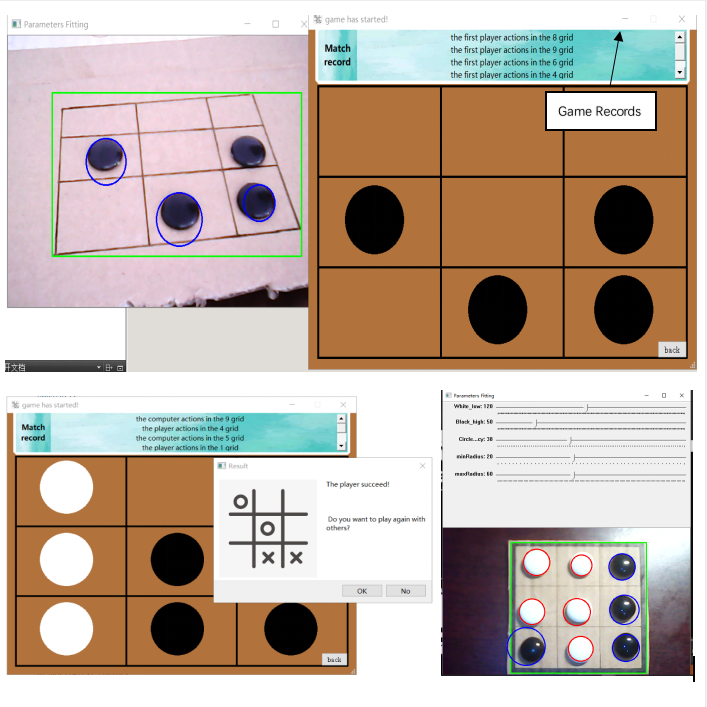 Parameters Fitting
game has started!
Match
record
the first player actions in the 8 grid
the first player actions in the 9 grid
the first player actions in the 6 grid
the first player actions in the 4 grid
Game Records
back
开文档
game has started!
Match
record
the computer actions in the 9 grid
the player actions in the 4 grid
the computer actions in the 5 grid
the player actions in the 1 grid
Result
The player succeed!
Do you want to play again with
others?
OK
No
back
Parameters Fitting
White_low: 120
Black_high: 50
Circle...cy: 30
minRadius: 20
maxRadius: 60